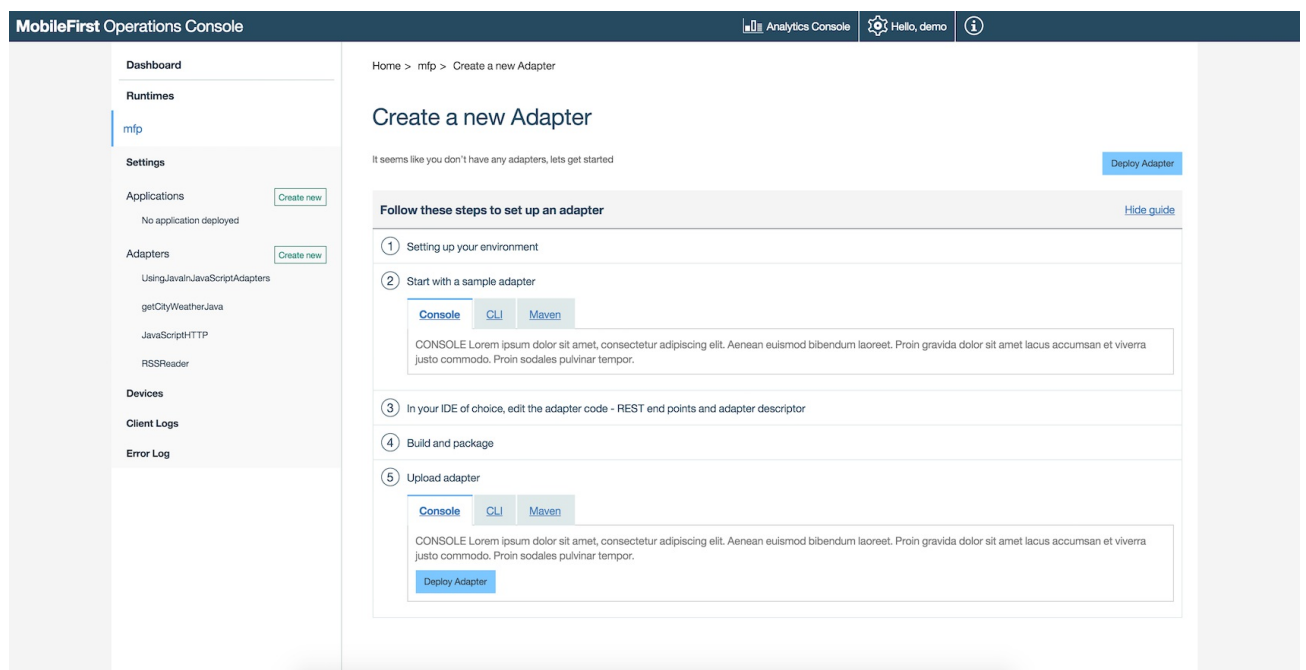 MobileFirst Operations Console
Analytics Console
Hello, demo
Dashboard
Runtimes
mfp
Settings
Applications
Create new
No application deployed
Adapters
Create new
UsingJavaInJavaScriptAdapters
getCityWeatherJava
JavaScriptHTTP
RSSReader
Devices
Client Logs
Error Log
Home > mfp > Create a new Adapter
Create a new Adapter
It seems like you don't have any adapters, lets get started
Deploy Adapter
Follow these steps to set up an adapter
Hide guide
1 Setting up your environment
2 Start with a sample adapter
Console CLI Maven
CONSOLE Lorem ipsum dolor sit amet, consectetur adipiscing elit. Aenean euismod bibendum laoreet. Proin gravida dolor sit amet lacus accumsan et viverra
justo commodo. Proin sodales pulvinar tempor.
3 In your IDE of choice, edit the adapter code - REST end points and adapter descriptor
4 Build and package
5 Upload adapter
Console CLI Maven
CONSOLE Lorem ipsum dolor sit amet, consectetur adipiscing elit. Aenean euismod bibendum laoreet. Proin gravida dolor sit amet lacus accumsan et viverra
justo commodo. Proin sodales pulvinar tempor.
Deploy Adapter